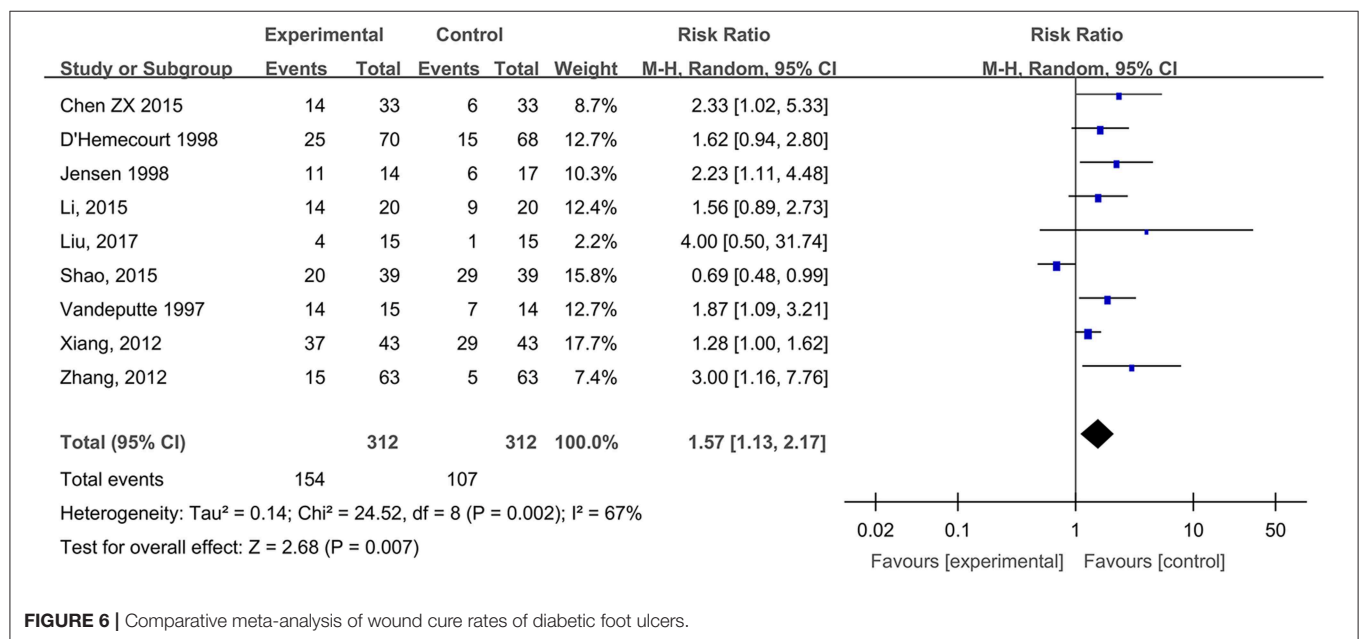 Experimental Control Risk Ratio Risk Ratio
Study or Subgroup Events Total Events Total Weight M-H, Random, 95% CI M-H, Random, 95% CI
Chen ZX 2015 14 33 6 33 8.7% 2.33 [1.02, 5.33]
D'Hemecourt 1998 25 70 15 68 12.7% 1.62 [0.94, 2.80]
Jensen 1998 11 14 6 17 10.3% 2.23 [1.11, 4.48]
Li, 2015 14 20 9 20 12.4% 1.56 [0.89, 2.73]
Liu, 2017 4 15 1 15 2.2% 4.00 [0.50, 31.74]
Shao, 2015 20 39 29 39 15.8% 0.69 [0.48, 0.99]
Vandeputte 1997 14 15 7 14 12.7% 1.87 [1.09, 3.21]
Xiang, 2012 37 43 29 43 17.7% 1.28 [1.00, 1.62]
Zhang, 2012 15 63 5 63 7.4% 3.00 [1.16, 7.76]
Total (95% CI) 312 312 100.0% 1.57 [1.13, 2.17]
Total events 154 107
Heterogeneity: Tau² = 0.14; Chi² = 24.52, df = 8 (P = 0.002); I² = 67%
Test for overall effect: Z = 2.68 (P = 0.007)
0.02 0.1 1 10 50
Favours [experimental] Favours [control]
FIGURE 6 | Comparative meta-analysis of wound cure rates of diabetic foot ulcers.